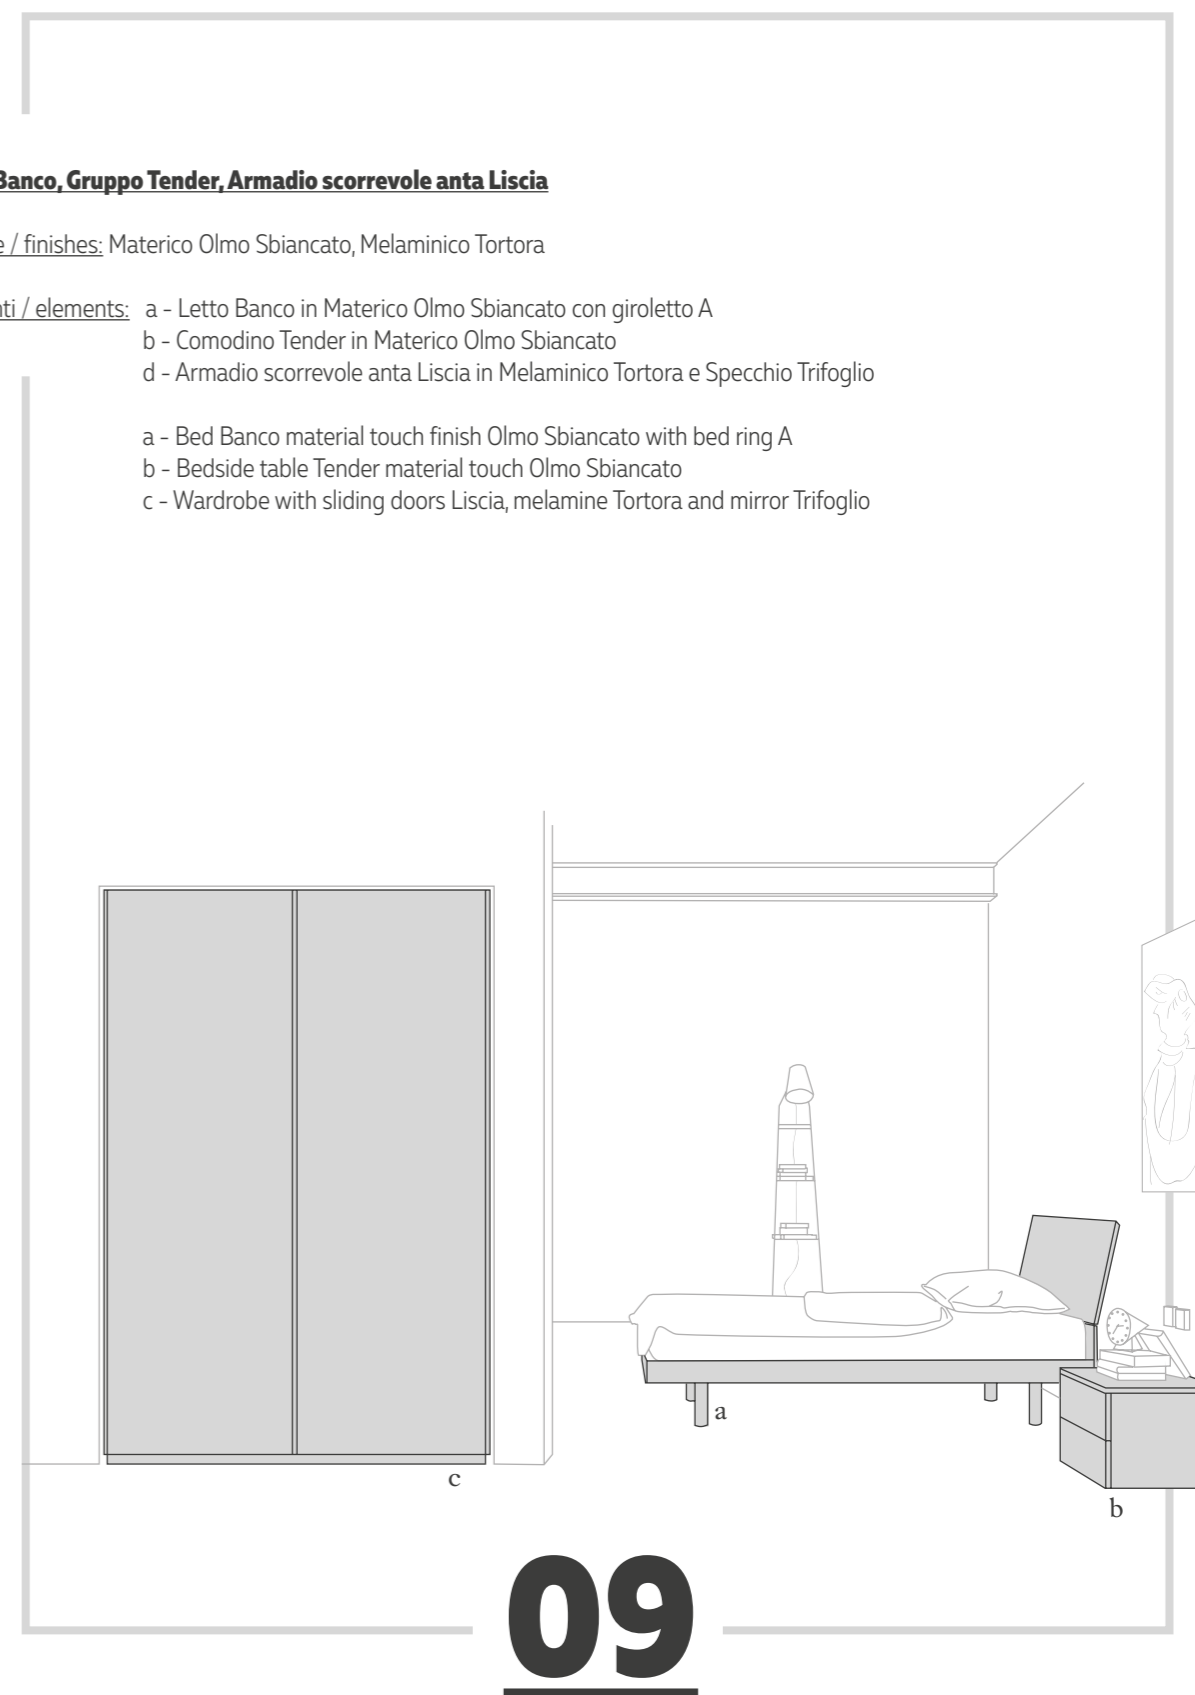 Banco, Gruppo Tender, Armadio scorrevole anta Liscia
e / finishes: Materico Olmo Sbiancato, Melaminico Tortora
nti / elements: a - Letto Banco in Materico Olmo Sbiancato con giroletto A
b - Comodino Tender in Materico Olmo Sbiancato
d - Armadio scorrevole anta Liscia in Melaminico Tortora e Specchio Trifoglio
a - Bed Banco material touch finish Olmo Sbiancato with bed ring A
b - Bedside table Tender material touch Olmo Sbiancato
c - Wardrobe with sliding doors Liscia, melamine Tortora and mirror Trifoglio
a
c
b
09